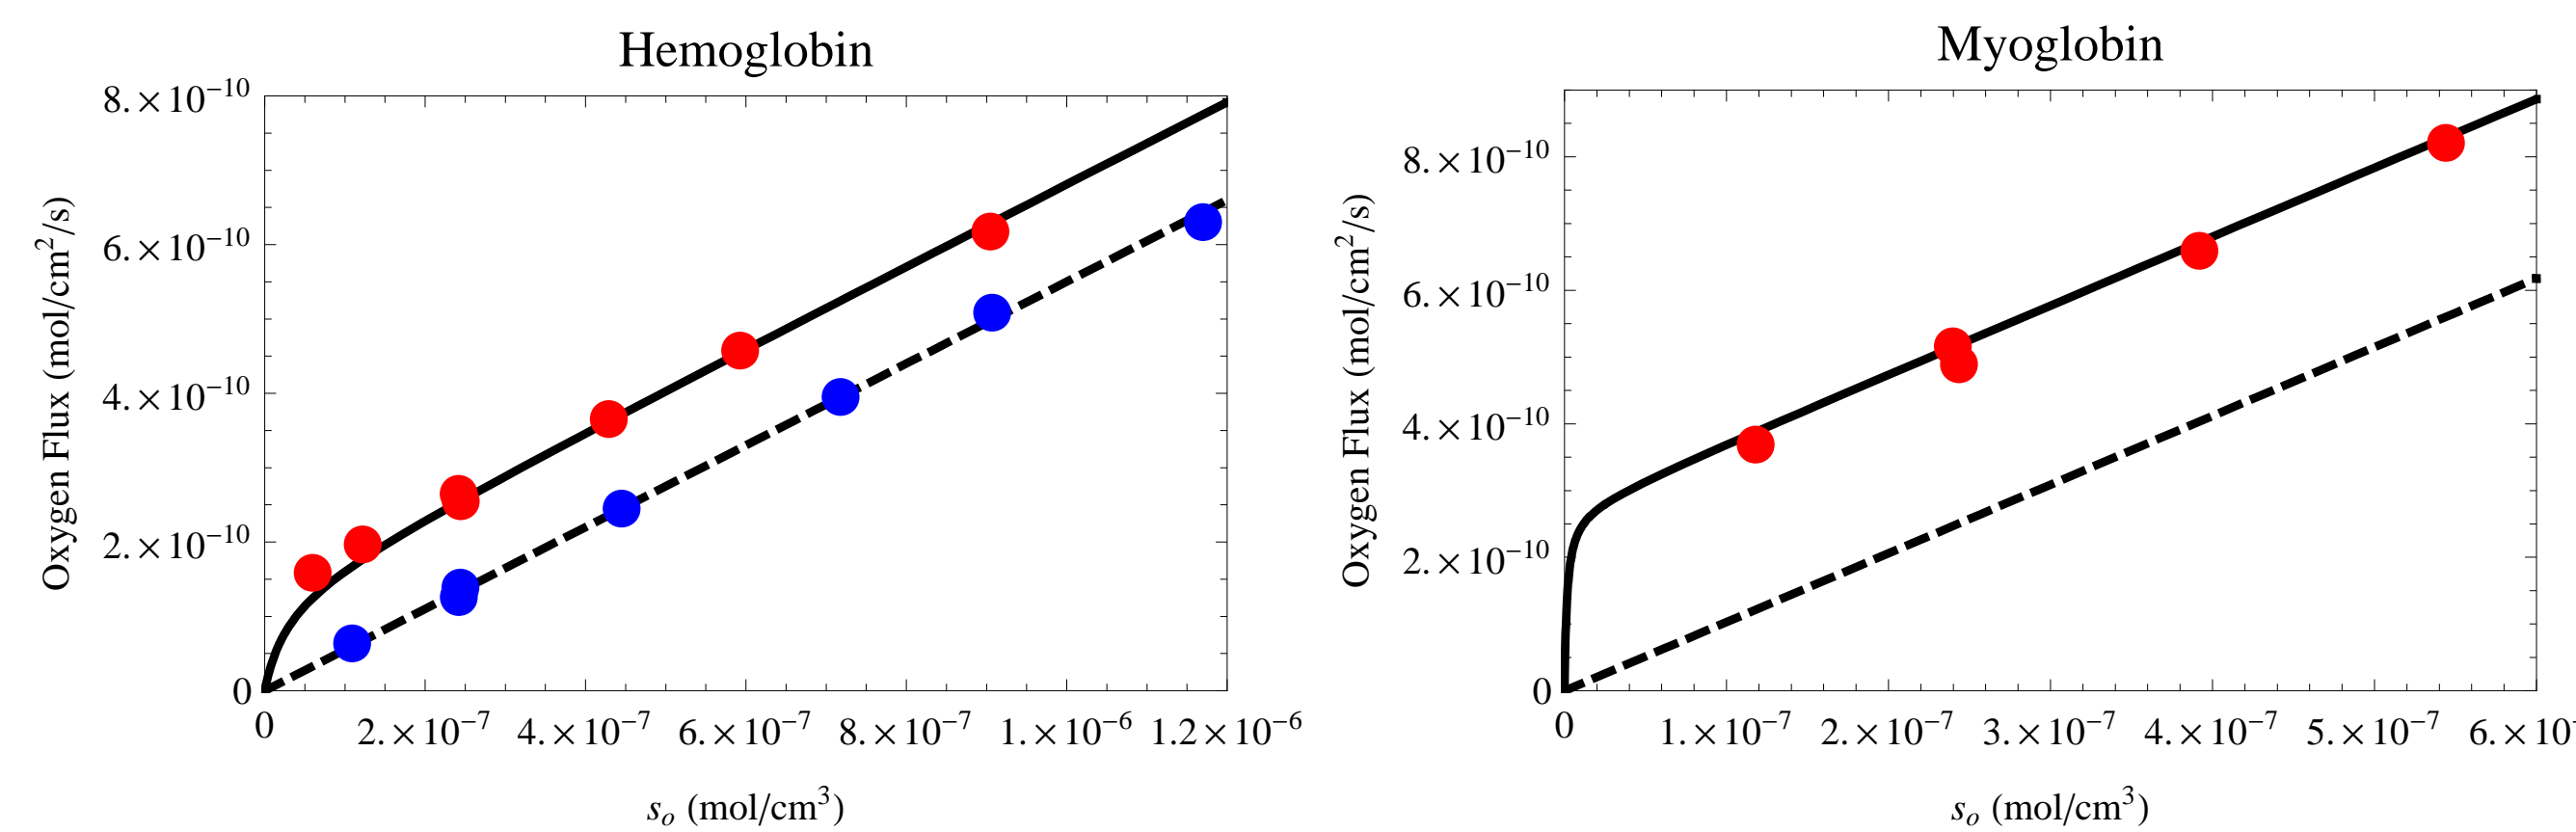 Hemoglobin
Oxygen Flux (mol/cm²/s)
8.×10⁻¹⁰
6.×10⁻¹⁰
4.×10⁻¹⁰
2.×10⁻¹⁰
0
0 2.×10⁻⁷ 4.×10⁻⁷ 6.×10⁻⁷ 8.×10⁻⁷ 1.×10⁻⁶ 1.2×10⁻⁶
sₒ (mol/cm³)
Myoglobin
Oxygen Flux (mol/cm²/s)
8.×10⁻¹⁰
6.×10⁻¹⁰
4.×10⁻¹⁰
2.×10⁻¹⁰
0
0 1.×10⁻⁷ 2.×10⁻⁷ 3.×10⁻⁷ 4.×10⁻⁷ 5.×10⁻⁷ 6.×10⁻
sₒ (mol/cm³)